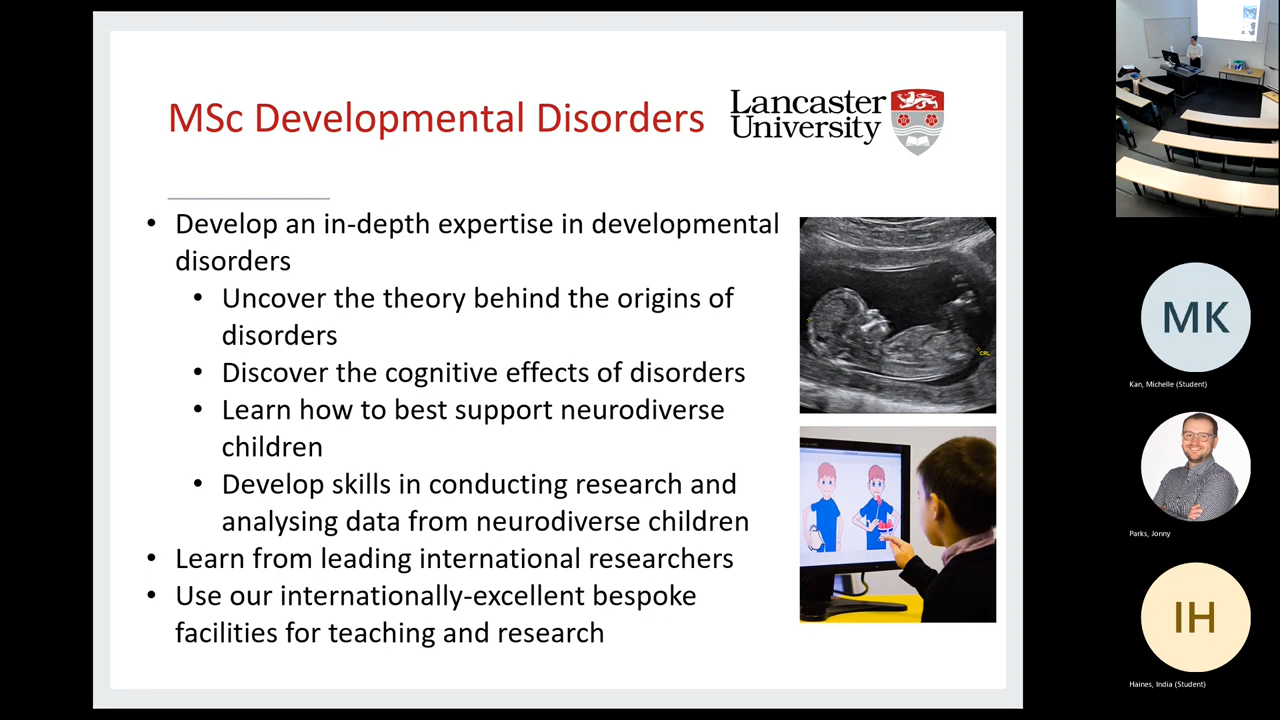 MSc Developmental Disorders
Lancaster
University
• Develop an in-depth expertise in developmental
disorders
• Uncover the theory behind the origins of
disorders
• Discover the cognitive effects of disorders
• Learn how to best support neurodiverse
children
• Develop skills in conducting research and
analysing data from neurodiverse children
• Learn from leading international researchers
• Use our internationally-excellent bespoke
facilities for teaching and research
CRL
MK
Kan, Michelle (Student)
Parks, Jonny
IH
Haines, India (Student)